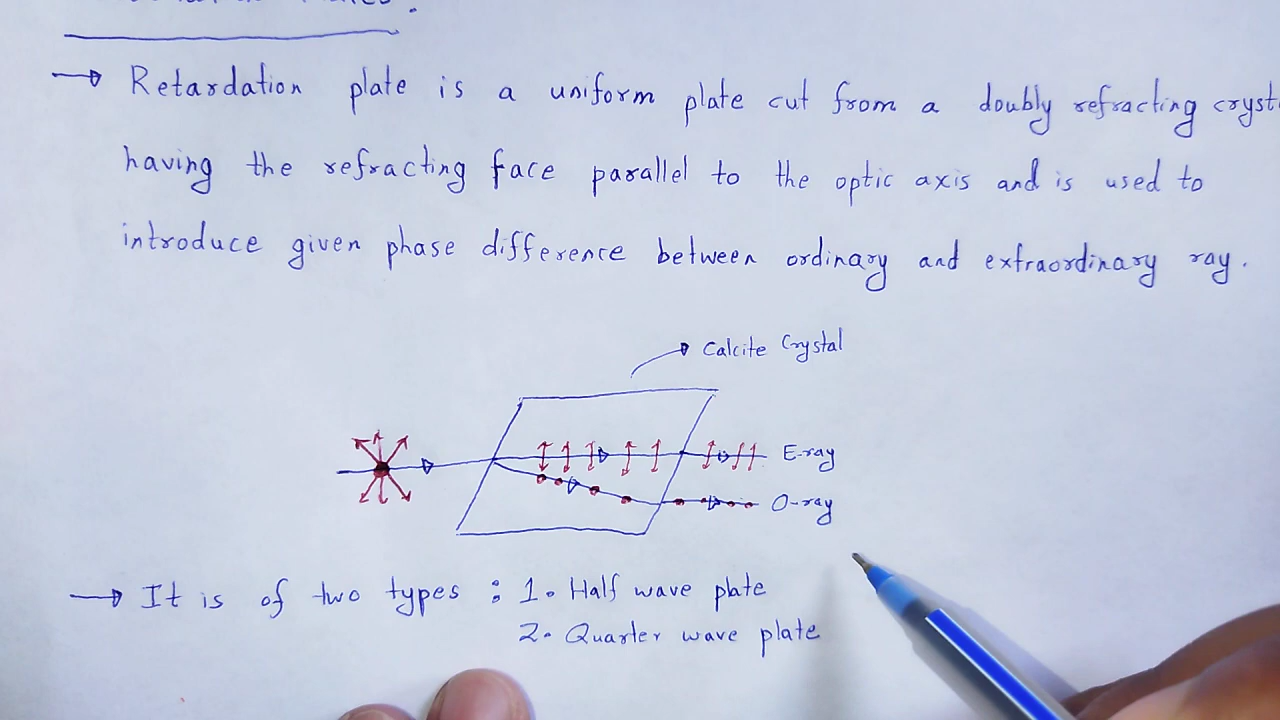 → Retardation plate is a uniform plate cut from a doubly refracting
having the refracting face parallel to the optic axis and is used to
introduce given phase difference between ordinary and extraordinary ray.
Calcite Crystal
E-ray
O-ray
→ It is of two types : 1. Half wave plate
2. Quarter wave plate